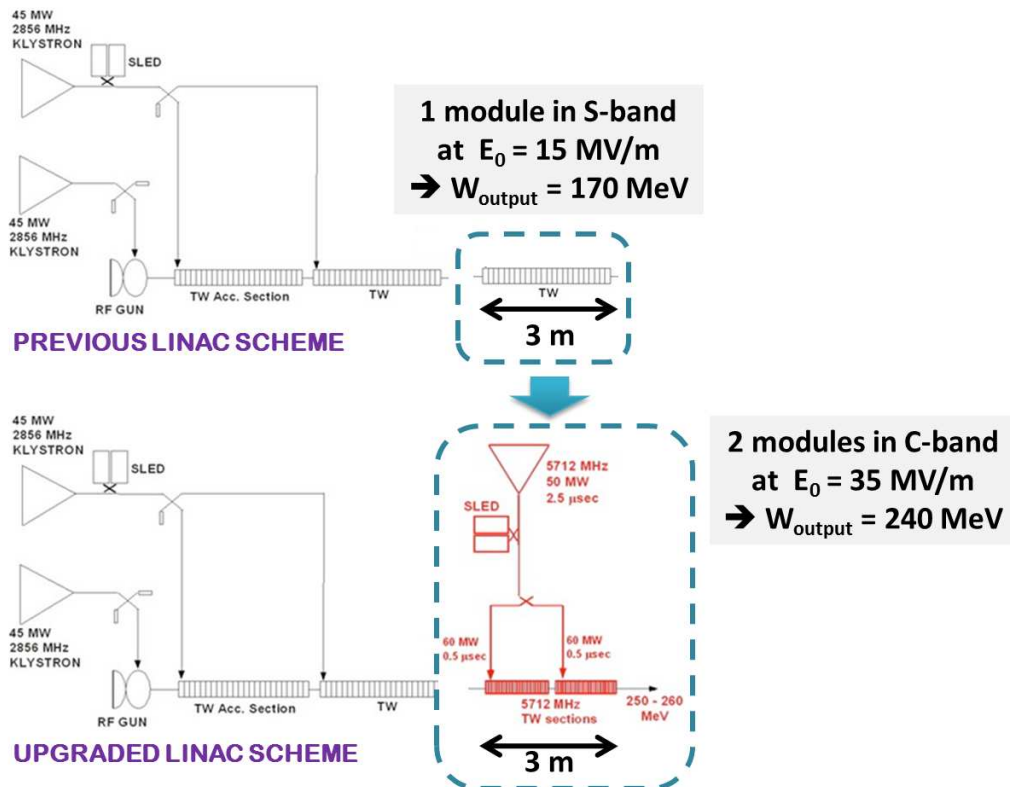 45 MW
2856 MHz
KLYSTRON
SLED
1 module in S-band
at E₀ = 15 MV/m
➔ W_output = 170 MeV
45 MW
2856 MHz
KLYSTRON
RF GUN
TW Acc. Section
TW
TW
3 m
PREVIOUS LINAC SCHEME
45 MW
2856 MHz
KLYSTRON
SLED
5712 MHz
50 MW
2.5 µsec
SLED
2 modules in C-band
at E₀ = 35 MV/m
➔ W_output = 240 MeV
45 MW
2856 MHz
KLYSTRON
60 MW
0.5 µsec
60 MW
0.5 µsec
RF GUN
TW Acc. Section
TW
5712 MHz
TW sections
250 - 260
MeV
3 m
UPGRADED LINAC SCHEME